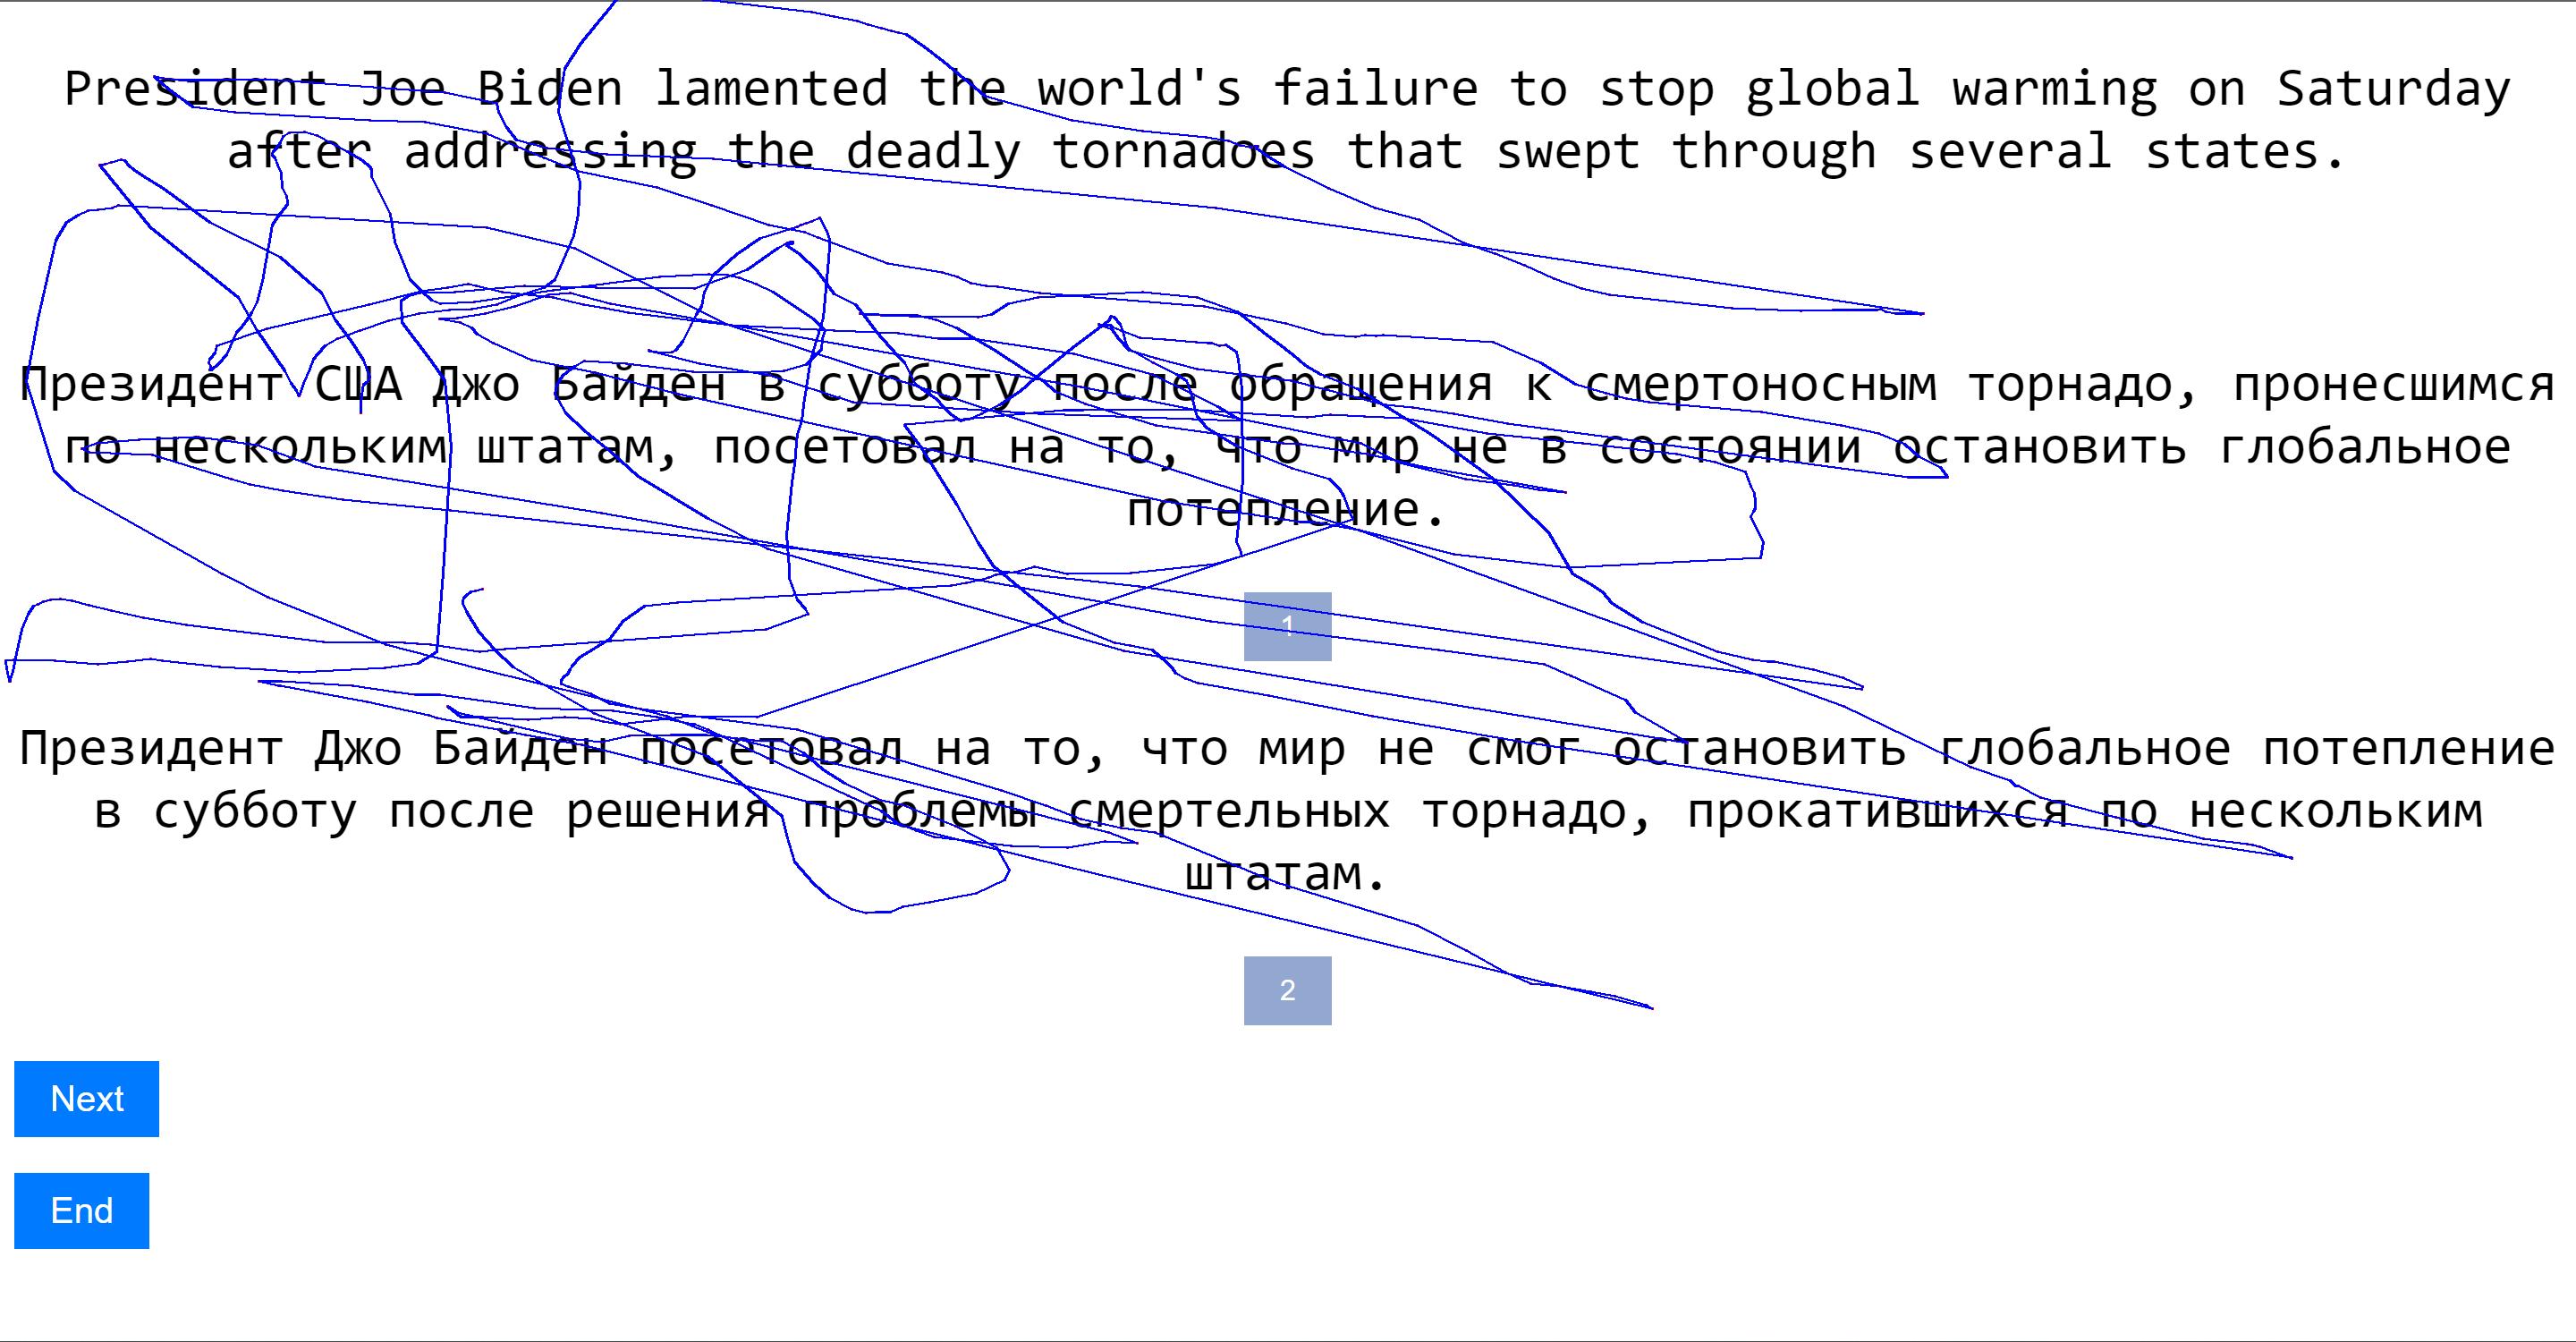 President Joe Biden lamented the world's failure to stop global warming on Saturday
after addressing the deadly tornadoes that swept through several states.
Президент США Джо Байден в субботу после обращения к смертоносным торнадо, пронесшимся
по нескольким штатам, посетовал на то, что мир не в состоянии остановить глобальное
потепление.
1
Президент Джо Байден посетовал на то, что мир не смог остановить глобальное потепление
в субботу после решения проблемы смертельных торнадо, прокатившихся по нескольким
штатам.
2
Next
End